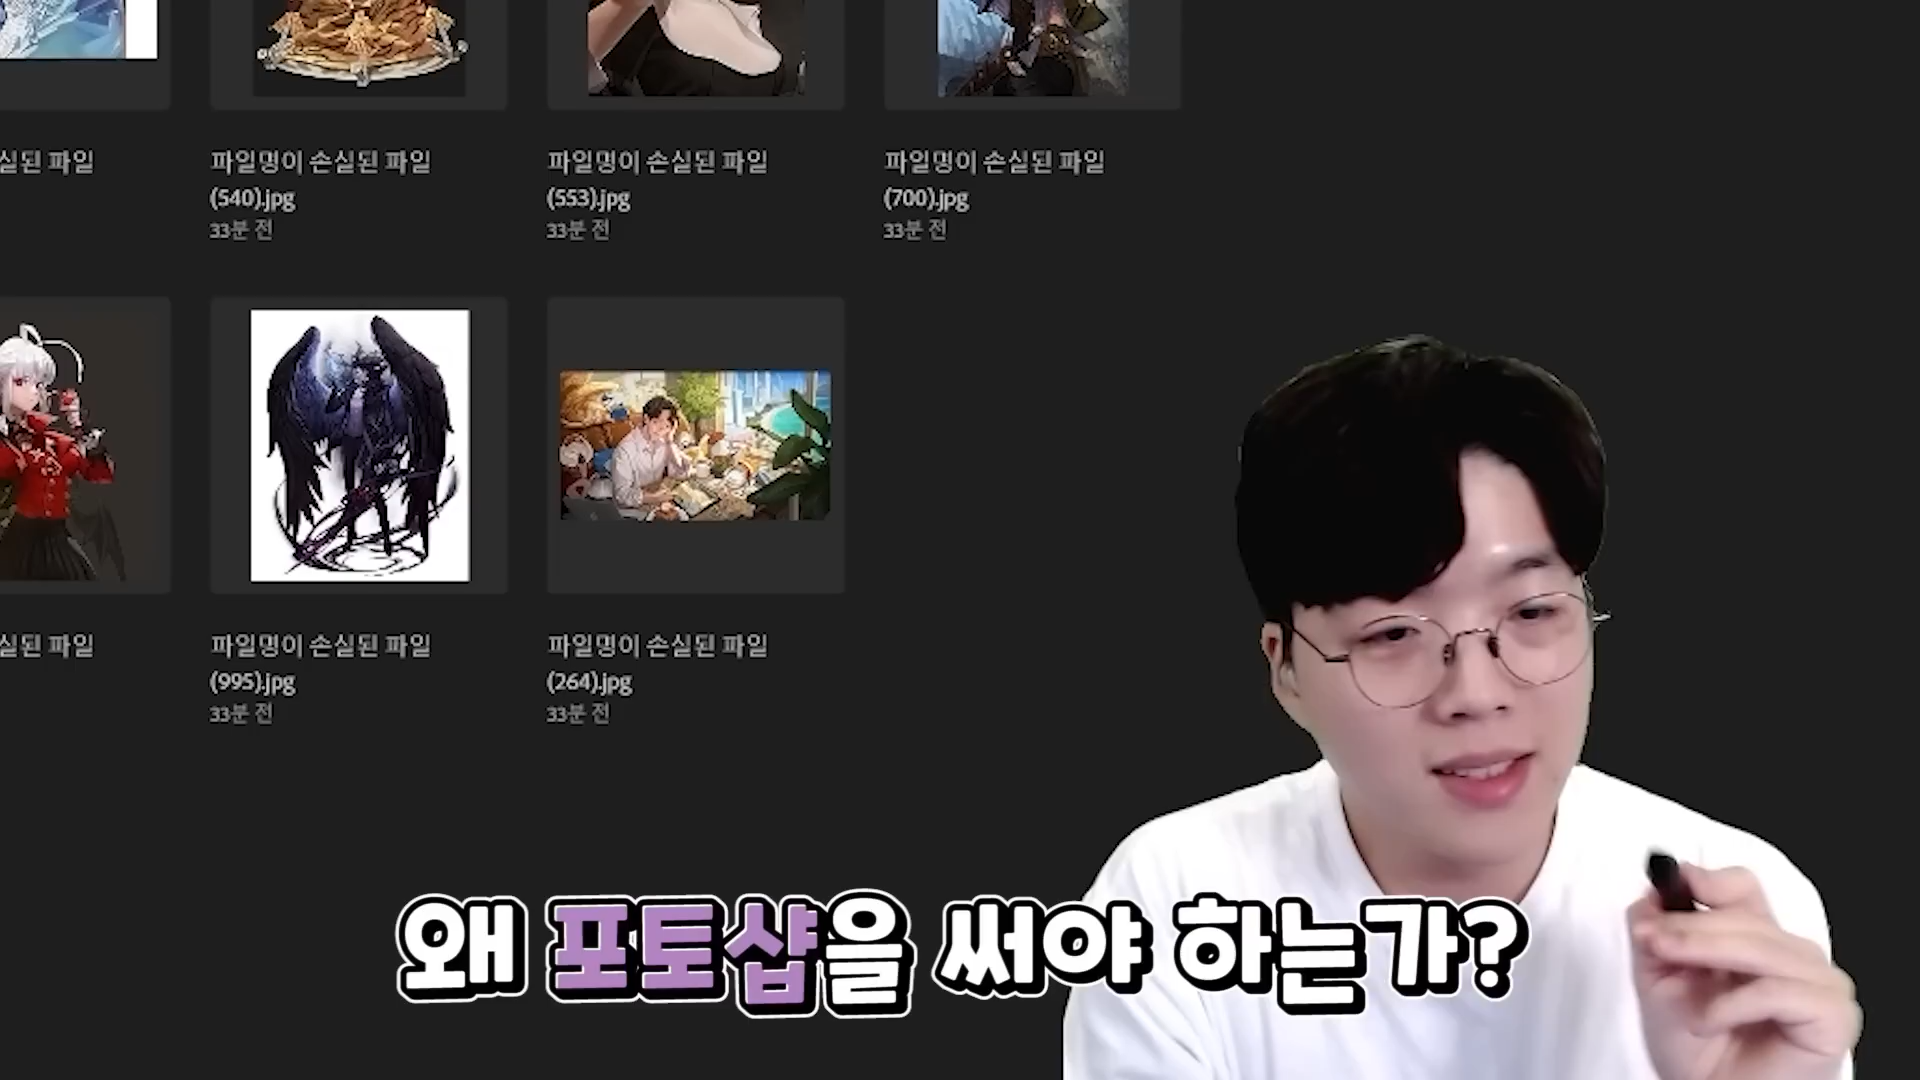 실된 파일
파일명이 손실된 파일
(540).jpg
33분 전
파일명이 손실된 파일
(553).jpg
33분 전
파일명이 손실된 파일
(700).jpg
33분 전
실된 파일
파일명이 손실된 파일
(995).jpg
33분 전
파일명이 손실된 파일
(264).jpg
33분 전
왜 포토샵을 써야 하는가?